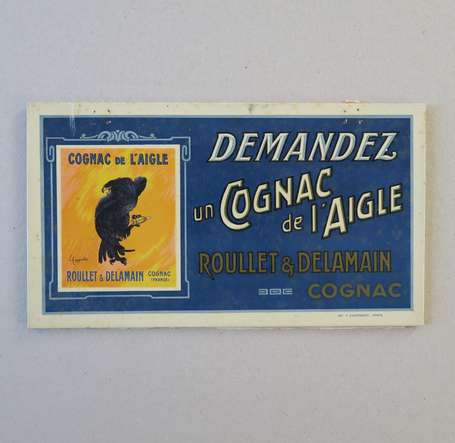 COGNAC DE L'AIGLE
ROULLET & DELAMAIN COGNAC
(FRANCE)
DEMANDEZ
un COGNAC
de l'AIGLE
ROULLET & DELAMAIN
COGNAC